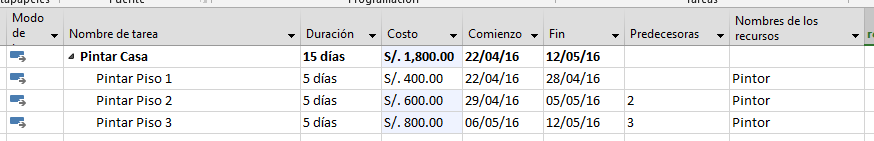 Programación
Tareas
Modo de
Nombre de tarea
Duración
Costo
Comienzo
Fin
Predecesoras
Nombres de los recursos
Pintar Casa 15 días S/. 1,800.00 22/04/16 12/05/16
Pintar Piso 1 5 días S/. 400.00 22/04/16 28/04/16 Pintor
Pintar Piso 2 5 días S/. 600.00 29/04/16 05/05/16 2 Pintor
Pintar Piso 3 5 días S/. 800.00 06/05/16 12/05/16 3 Pintor